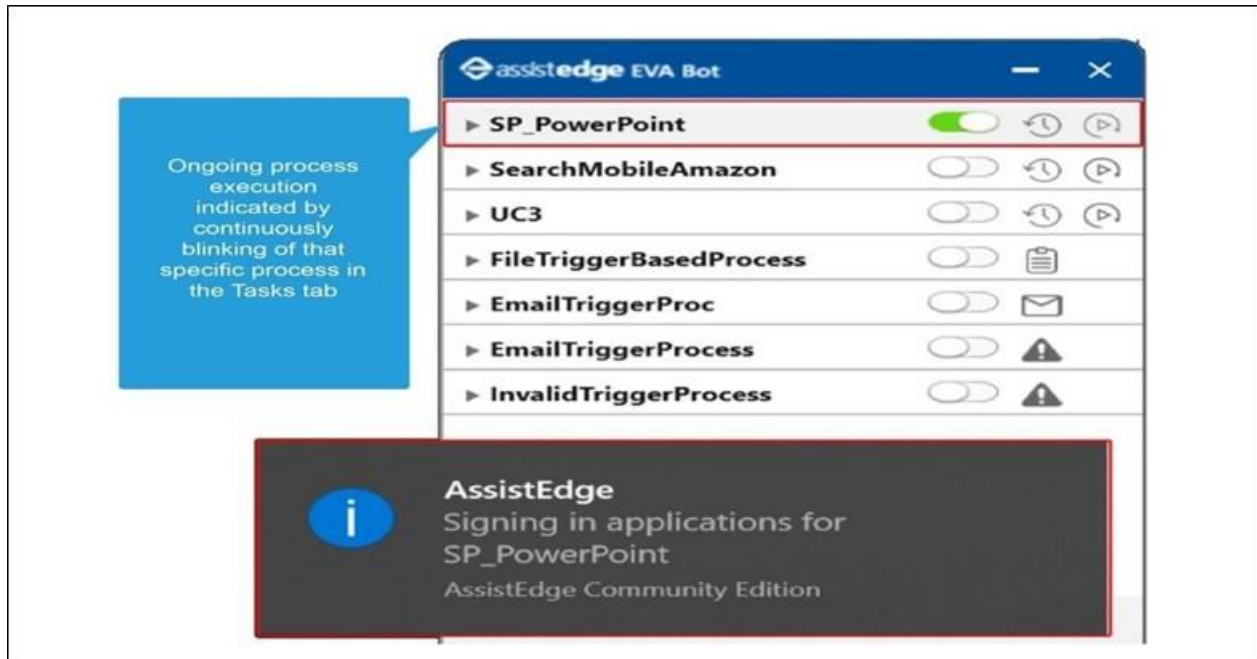 assistedge EVA Bot
SP_PowerPoint
SearchMobileAmazon
UC3
FileTriggerBasedProcess
EmailTriggerProc
EmailTriggerProcess
InvalidTriggerProcess
Ongoing process
execution
indicated by
continuously
blinking of that
specific process in
the Tasks tab
AssistEdge
Signing in applications for
SP_PowerPoint
AssistEdge Community Edition